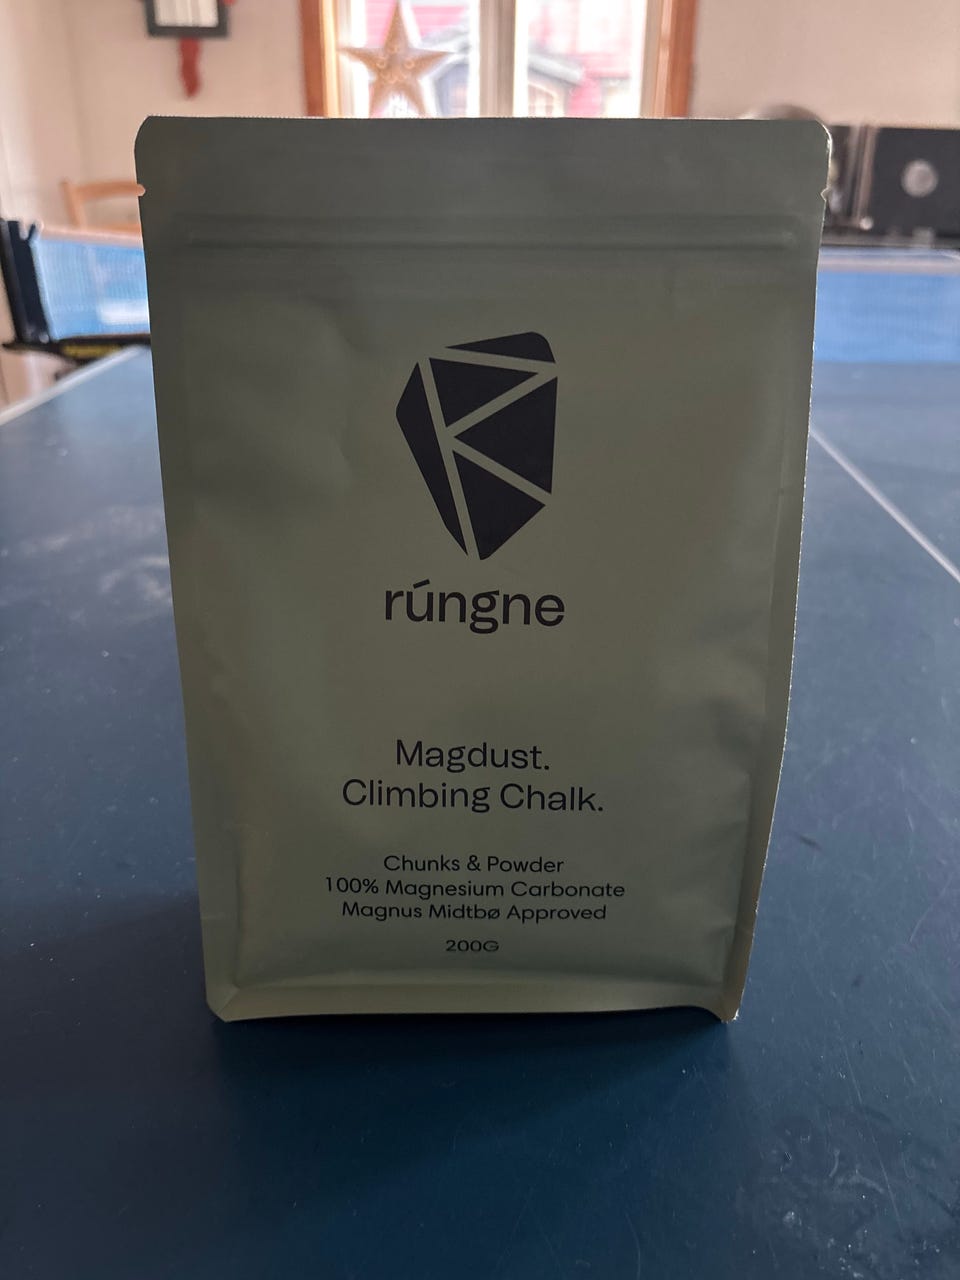 rúngne
Magdust.
Climbing Chalk.
Chunks & Powder
100% Magnesium Carbonate
Magnus Midtbø Approved
200G